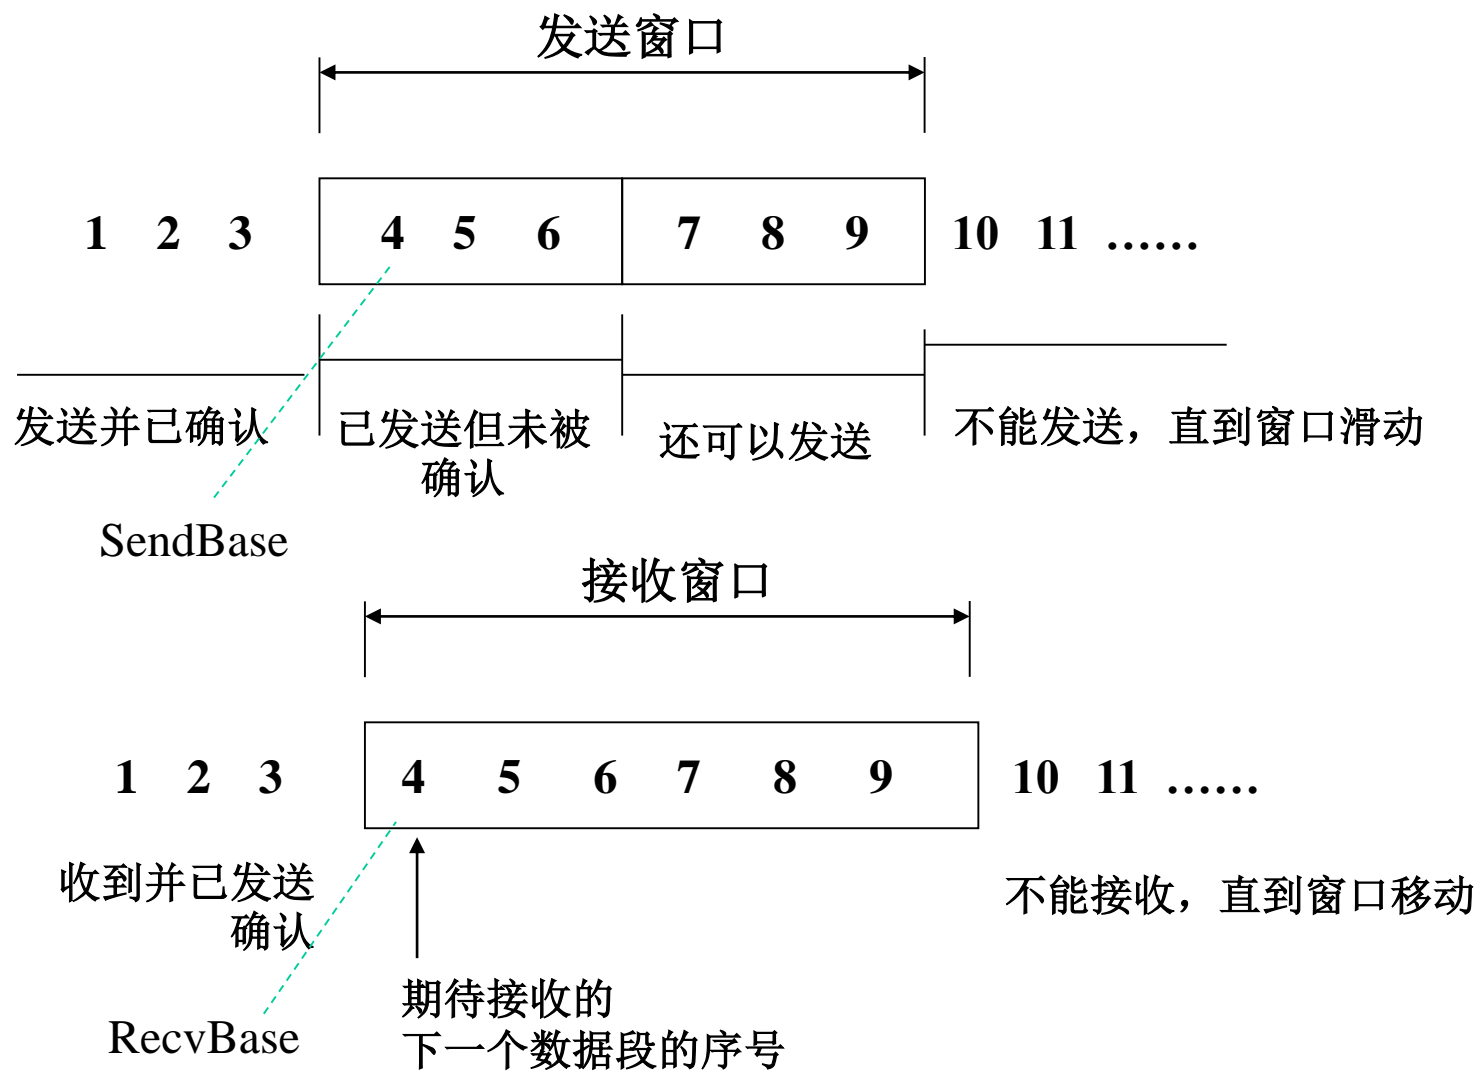 发送窗口
1 2 3 4 5 6 7 8 9 10 11 ……
发送并已确认 已发送但未被 还可以发送 不能发送，直到窗口滑动
确认
SendBase
接收窗口
1 2 3 4 5 6 7 8 9 10 11 ……
收到并已发送 不能接收，直到窗口移动
确认
期待接收的
下一个数据段的序号
RecvBase